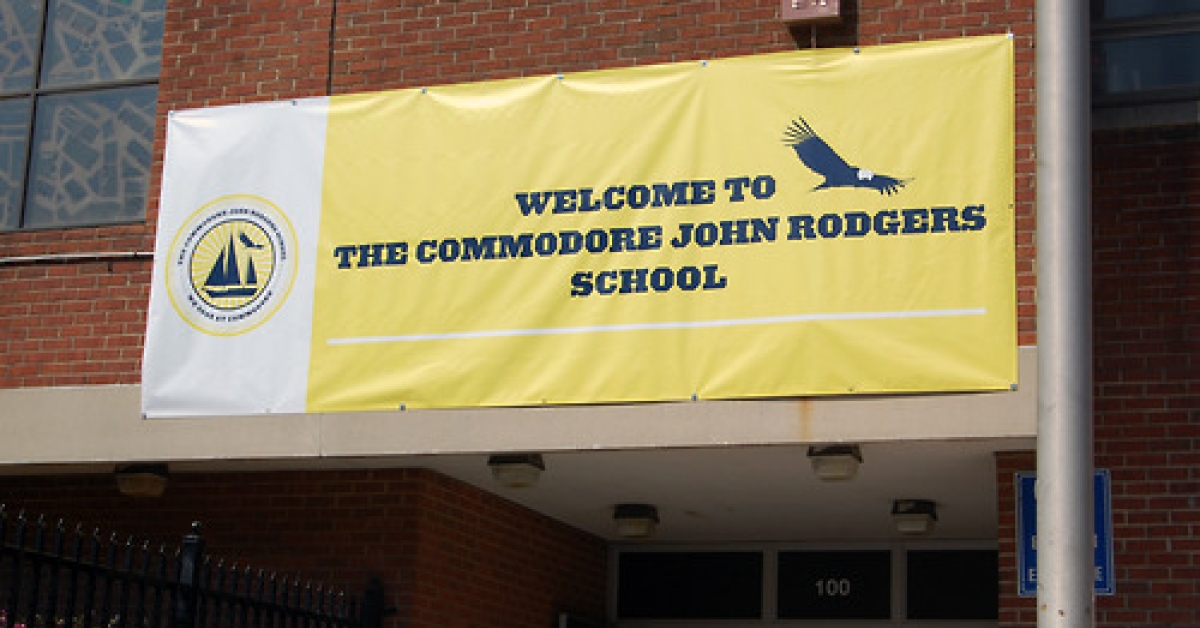 WELCOME TO
THE COMMODORE JOHN RODGERS
SCHOOL
100